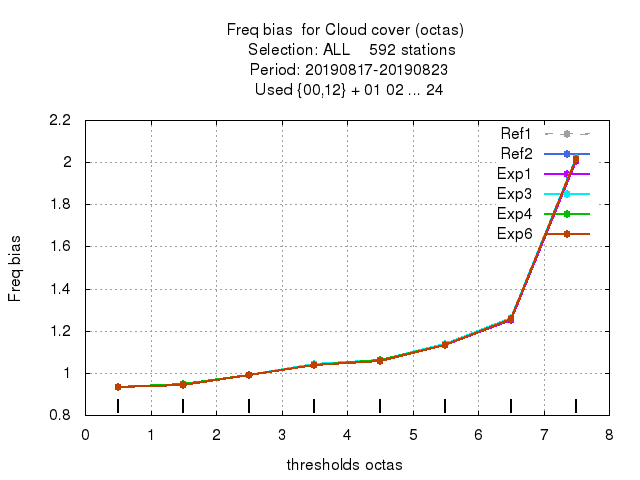 Freq bias  for Cloud cover (octas)
Selection: ALL    592 stations
Period: 20190817-20190823
Used {00,12} + 01 02 ... 24
2.2
2
1.8
1.6
1.4
1.2
1
0.8
Freq bias
Ref1
Ref2
Exp1
Exp3
Exp4
Exp6
0 1 2 3 4 5 6 7 8
thresholds octas